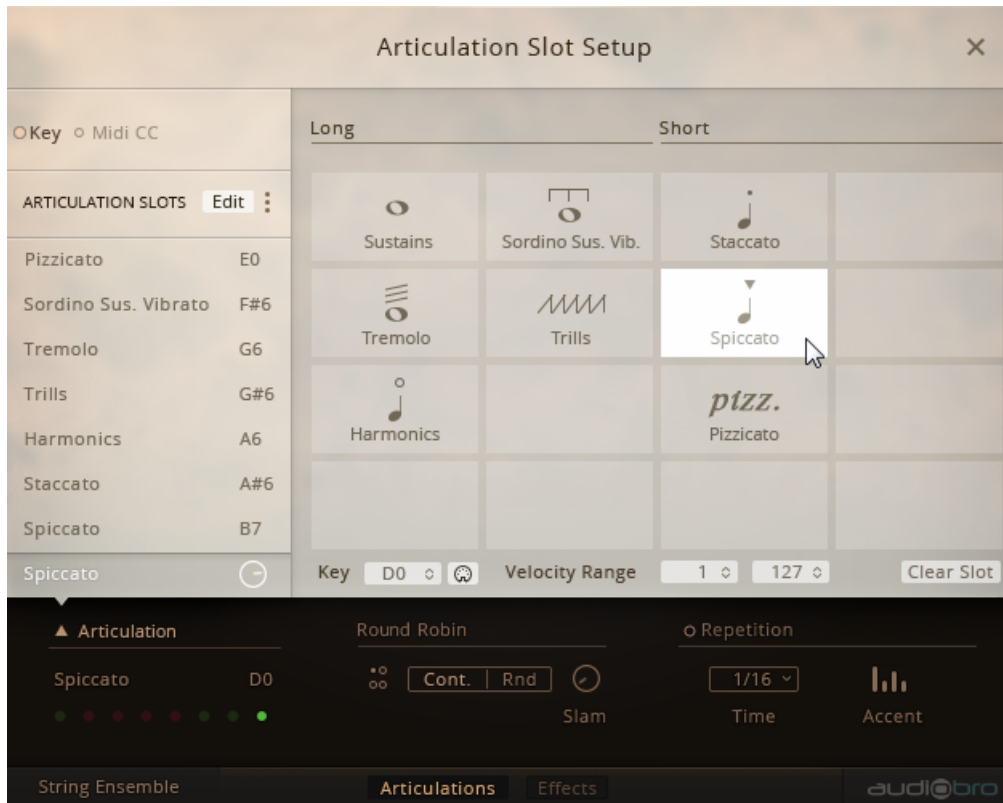 Articulation Slot Setup
Key Midi CC
ARTICULATION SLOTS Edit
Pizzicato E0
Sordino Sus. Vibrato F#6
Tremolo G6
Trills G#6
Harmonics A6
Staccato A#6
Spiccato B7
Spiccato
Long Short
Sustains Sordino Sus. Vib. Staccato
Tremolo Trills Spiccato
pizz.
Harmonics Pizzicato
Key D0 Velocity Range 1 127 Clear Slot
Articulation Round Robin Repetition
Spiccato D0 Cont. Rnd 1/16
Slam Time Accent
String Ensemble Articulations Effects audiobro